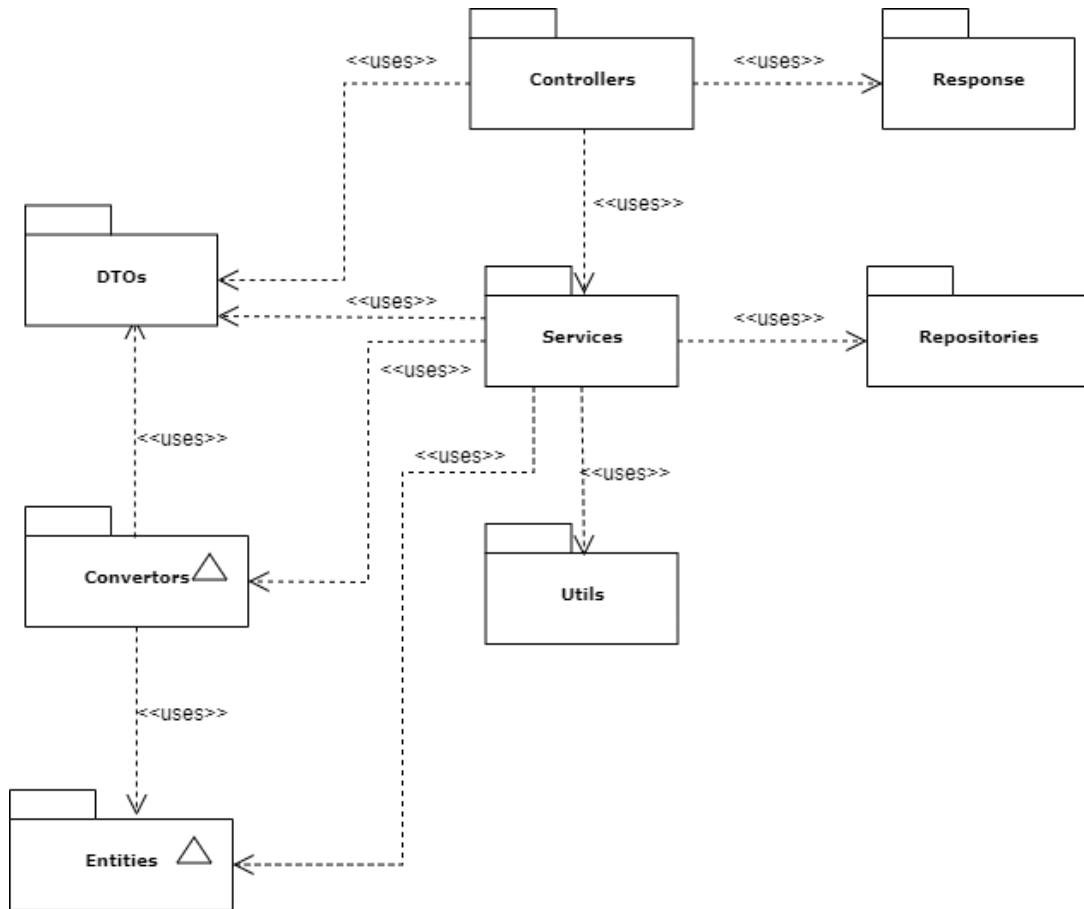 <<uses>>
<<uses>>
Controllers
Response
<<uses>>
DTOs
<<uses>>
<<uses>>
Services
Repositories
<<uses>>
<<uses>>
<<uses>>
<<uses>>
Convertors
Utils
<<uses>>
Entities